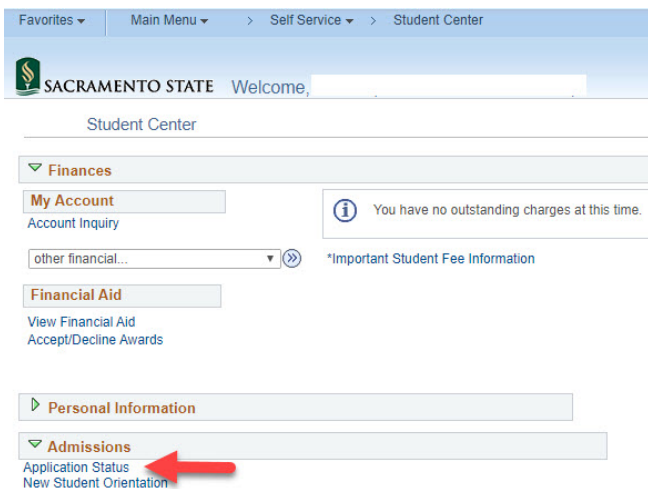 Favorites Main Menu > Self Service > Student Center
SACRAMENTO STATE Welcome,
Student Center
Finances
My Account
Account Inquiry
You have no outstanding charges at this time.
other financial...
*Important Student Fee Information
Financial Aid
View Financial Aid
Accept/Decline Awards
Personal Information
Admissions
Application Status
New Student Orientation